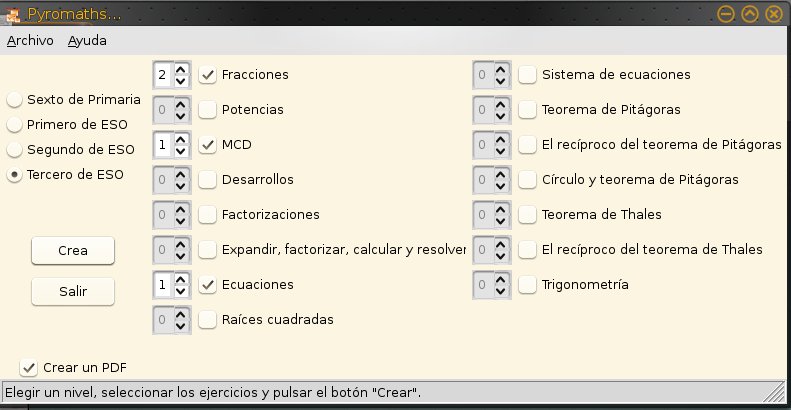 Pyromaths...
Archivo Ayuda
Sexto de Primaria
Primero de ESO
Segundo de ESO
Tercero de ESO
Crea
Salir
Crear un PDF
2 Fracciones
0 Potencias
1 MCD
0 Desarrollos
0 Factorizaciones
0 Expandir, factorizar, calcular y resolver
1 Ecuaciones
0 Raíces cuadradas
0 Sistema de ecuaciones
0 Teorema de Pitágoras
0 El recíproco del teorema de Pitágoras
0 Círculo y teorema de Pitágoras
0 Teorema de Thales
0 El recíproco del teorema de Thales
0 Trigonometría
Elegir un nivel, seleccionar los ejercicios y pulsar el botón "Crear".